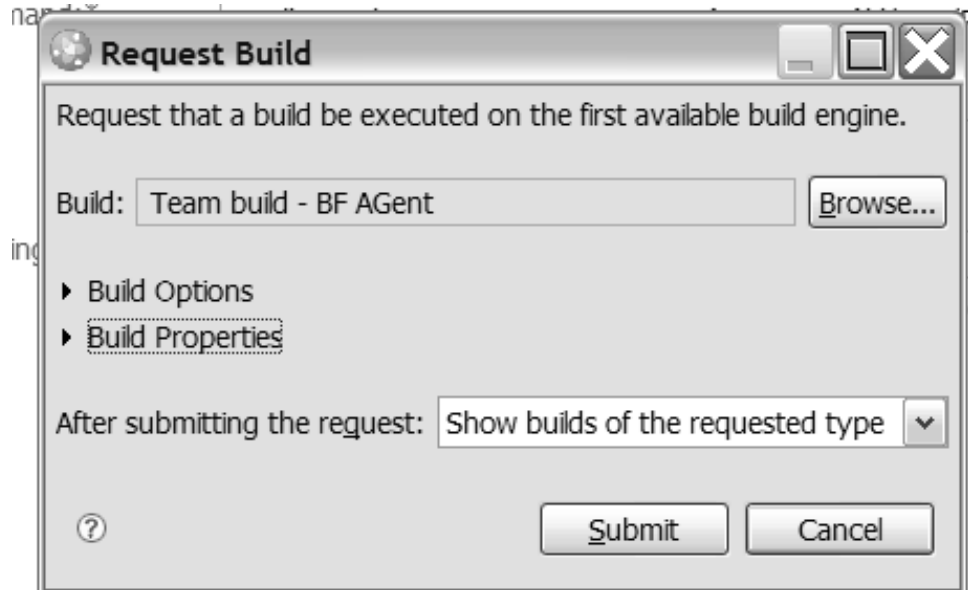 Request Build
Request that a build be executed on the first available build engine.
Build: Team build - BF AGent Browse...
Build Options
Build Properties
After submitting the request: Show builds of the requested type
? Submit Cancel